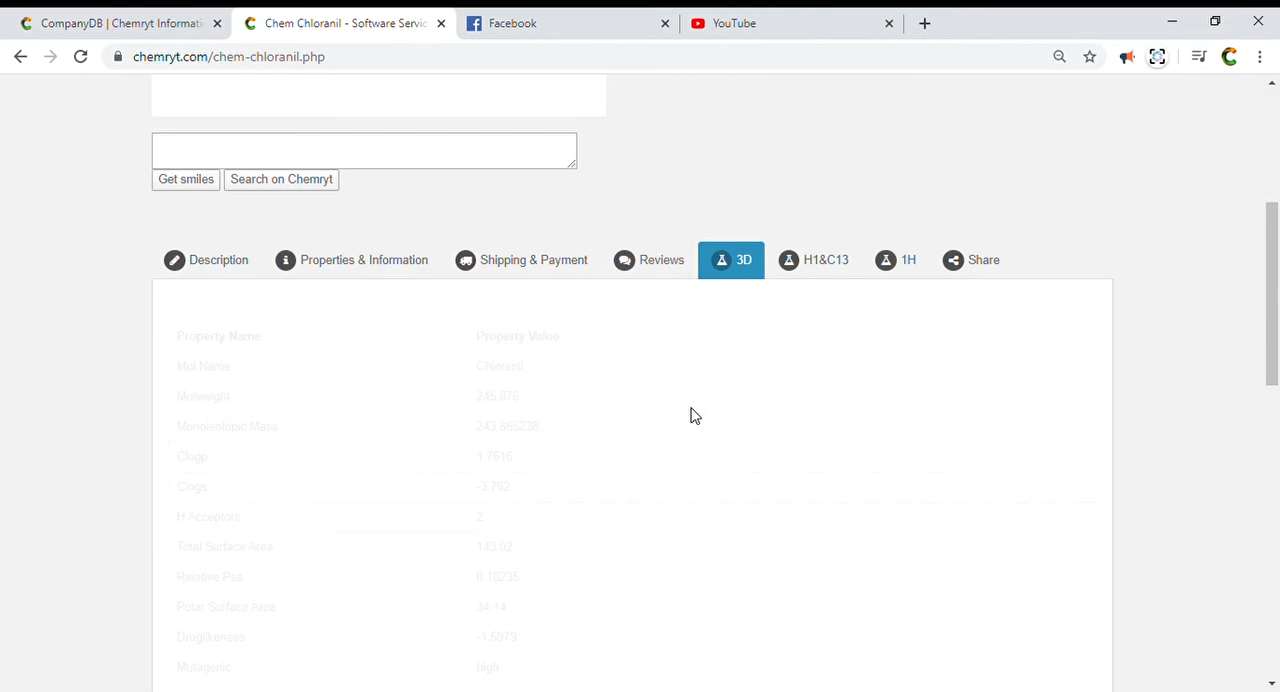 CompanyDB | Chemryt Informati
Chem Chloranil - Software Servic
Facebook
YouTube
chemryt.com/chem-chloranil.php
Get smiles
Search on Chemryt
Description
Properties & Information
Shipping & Payment
Reviews
3D
H1&C13
1H
Share
Property Name Property Value
Mol Name Chloranil
Molweight 245.876
Monoisotopic Mass 243.865238
Clogp 1.7616
Clogs -3.762
H Acceptors 2
Total Surface Area 143.02
Relative Psa 0.18235
Polar Surface Area 34.14
Druglikeness -1.5979
Mutagenic high